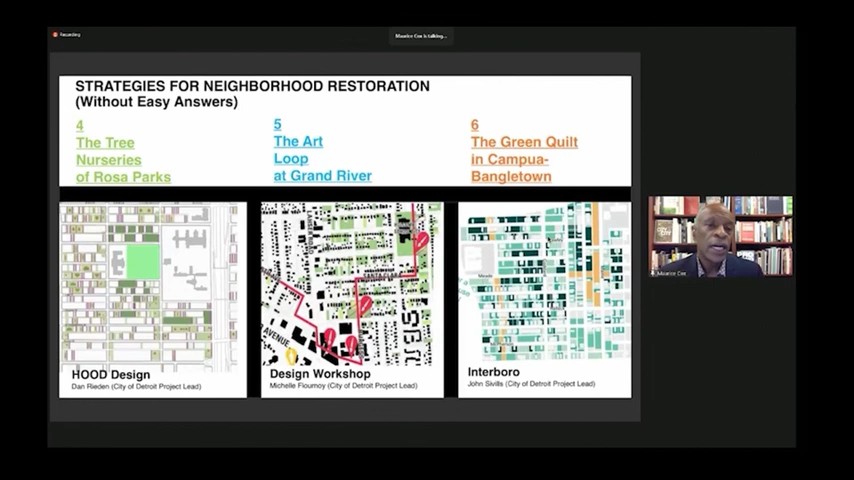 Recording
Maurice Cox is talking...
STRATEGIES FOR NEIGHBORHOOD RESTORATION
(Without Easy Answers)
4
The Tree
Nurseries
of Rosa Parks
5
The Art
Loop
at Grand River
6
The Green Quilt
in Campua-
Bangletown
AVENUE
HOOD Design
Dan Rieden (City of Detroit Project Lead)
Design Workshop
Michelle Flournoy (City of Detroit Project Lead)
Interboro
John Sivills (City of Detroit Project Lead)
Maurice Cox